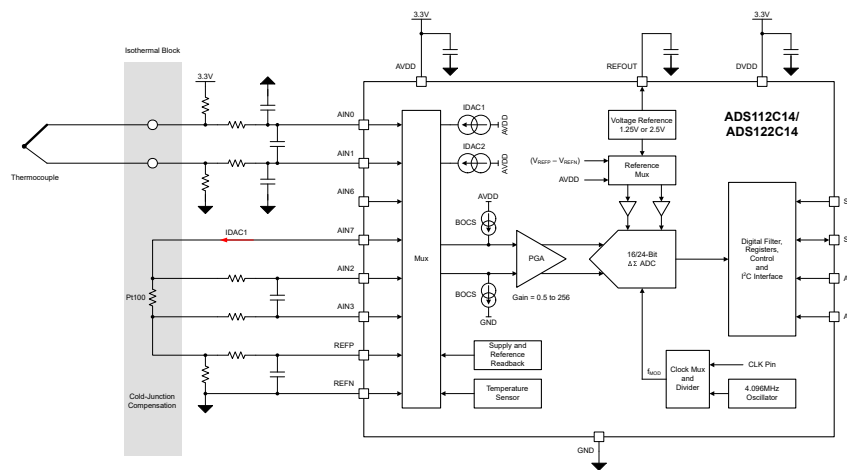 3.3V
3.3V
Isothermal Block
AVDD
REFOUT
DVDD
3.3V
IDAC1
AVDD
IDAC2
AVDD
Voltage Reference
1.25V or 2.5V
ADS112C14/
ADS122C14
AIN0
AIN1
Thermocouple
AIN6
(VREFP – VREFN)
AVDD
Reference
Mux
AVDD
BOCS
IDAC1
AIN7
Mux
PGA
16/24-Bit
ΔΣ ADC
Digital Filter,
Registers,
Control
and
I2C Interface
S
S
A
A
AIN2
Pt100
BOCS
GND
Gain = 0.5 to 256
AIN3
REFP
REFN
Supply and
Reference
Readback
Temperature
Sensor
fMOD
Clock Mux
and
Divider
CLK Pin
4.096MHz
Oscillator
Cold-Junction
Compensation
GND